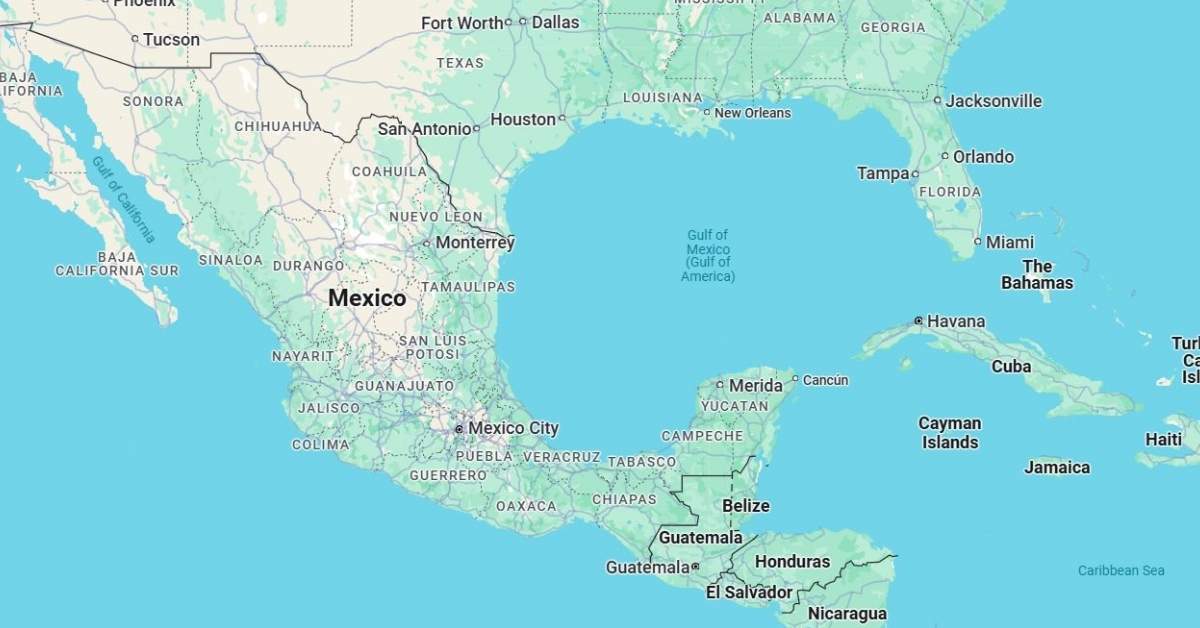 Phoenix
MISSISSIPPI
Fort Worth
Dallas
ALABAMA
GEORGIA
Tucson
TEXAS
BAJA
IFORNIA
SONORA
LOUISIANA
Jacksonville
New Orleans
CHIHUAHUA
San Antonio
Houston
Orlando
Tampa
COAHUILA
FLORIDA
Gulf of California
NUEVO LEON
Monterrey
Gulf of
Mexico
(Gulf of
America)
Miami
BAJA
CALIFORNIA SUR
SINALOA
DURANGO
The
Bahamas
TAMAULIPAS
Mexico
Havana
SAN LUIS
POTOSI
NAYARIT
Turl
Ca
Isl
Cuba
GUANAJUATO
Merida
Cancún
JALISCO
YUCATAN
Mexico City
Cayman
Islands
COLIMA
CAMPECHE
Haiti
PUEBLA
VERACRUZ
TABASCO
Jamaica
GUERRERO
OAXACA
CHIAPAS
Belize
Guatemala
Guatemala
Honduras
Caribbean Sea
El Salvador
Nicaragua